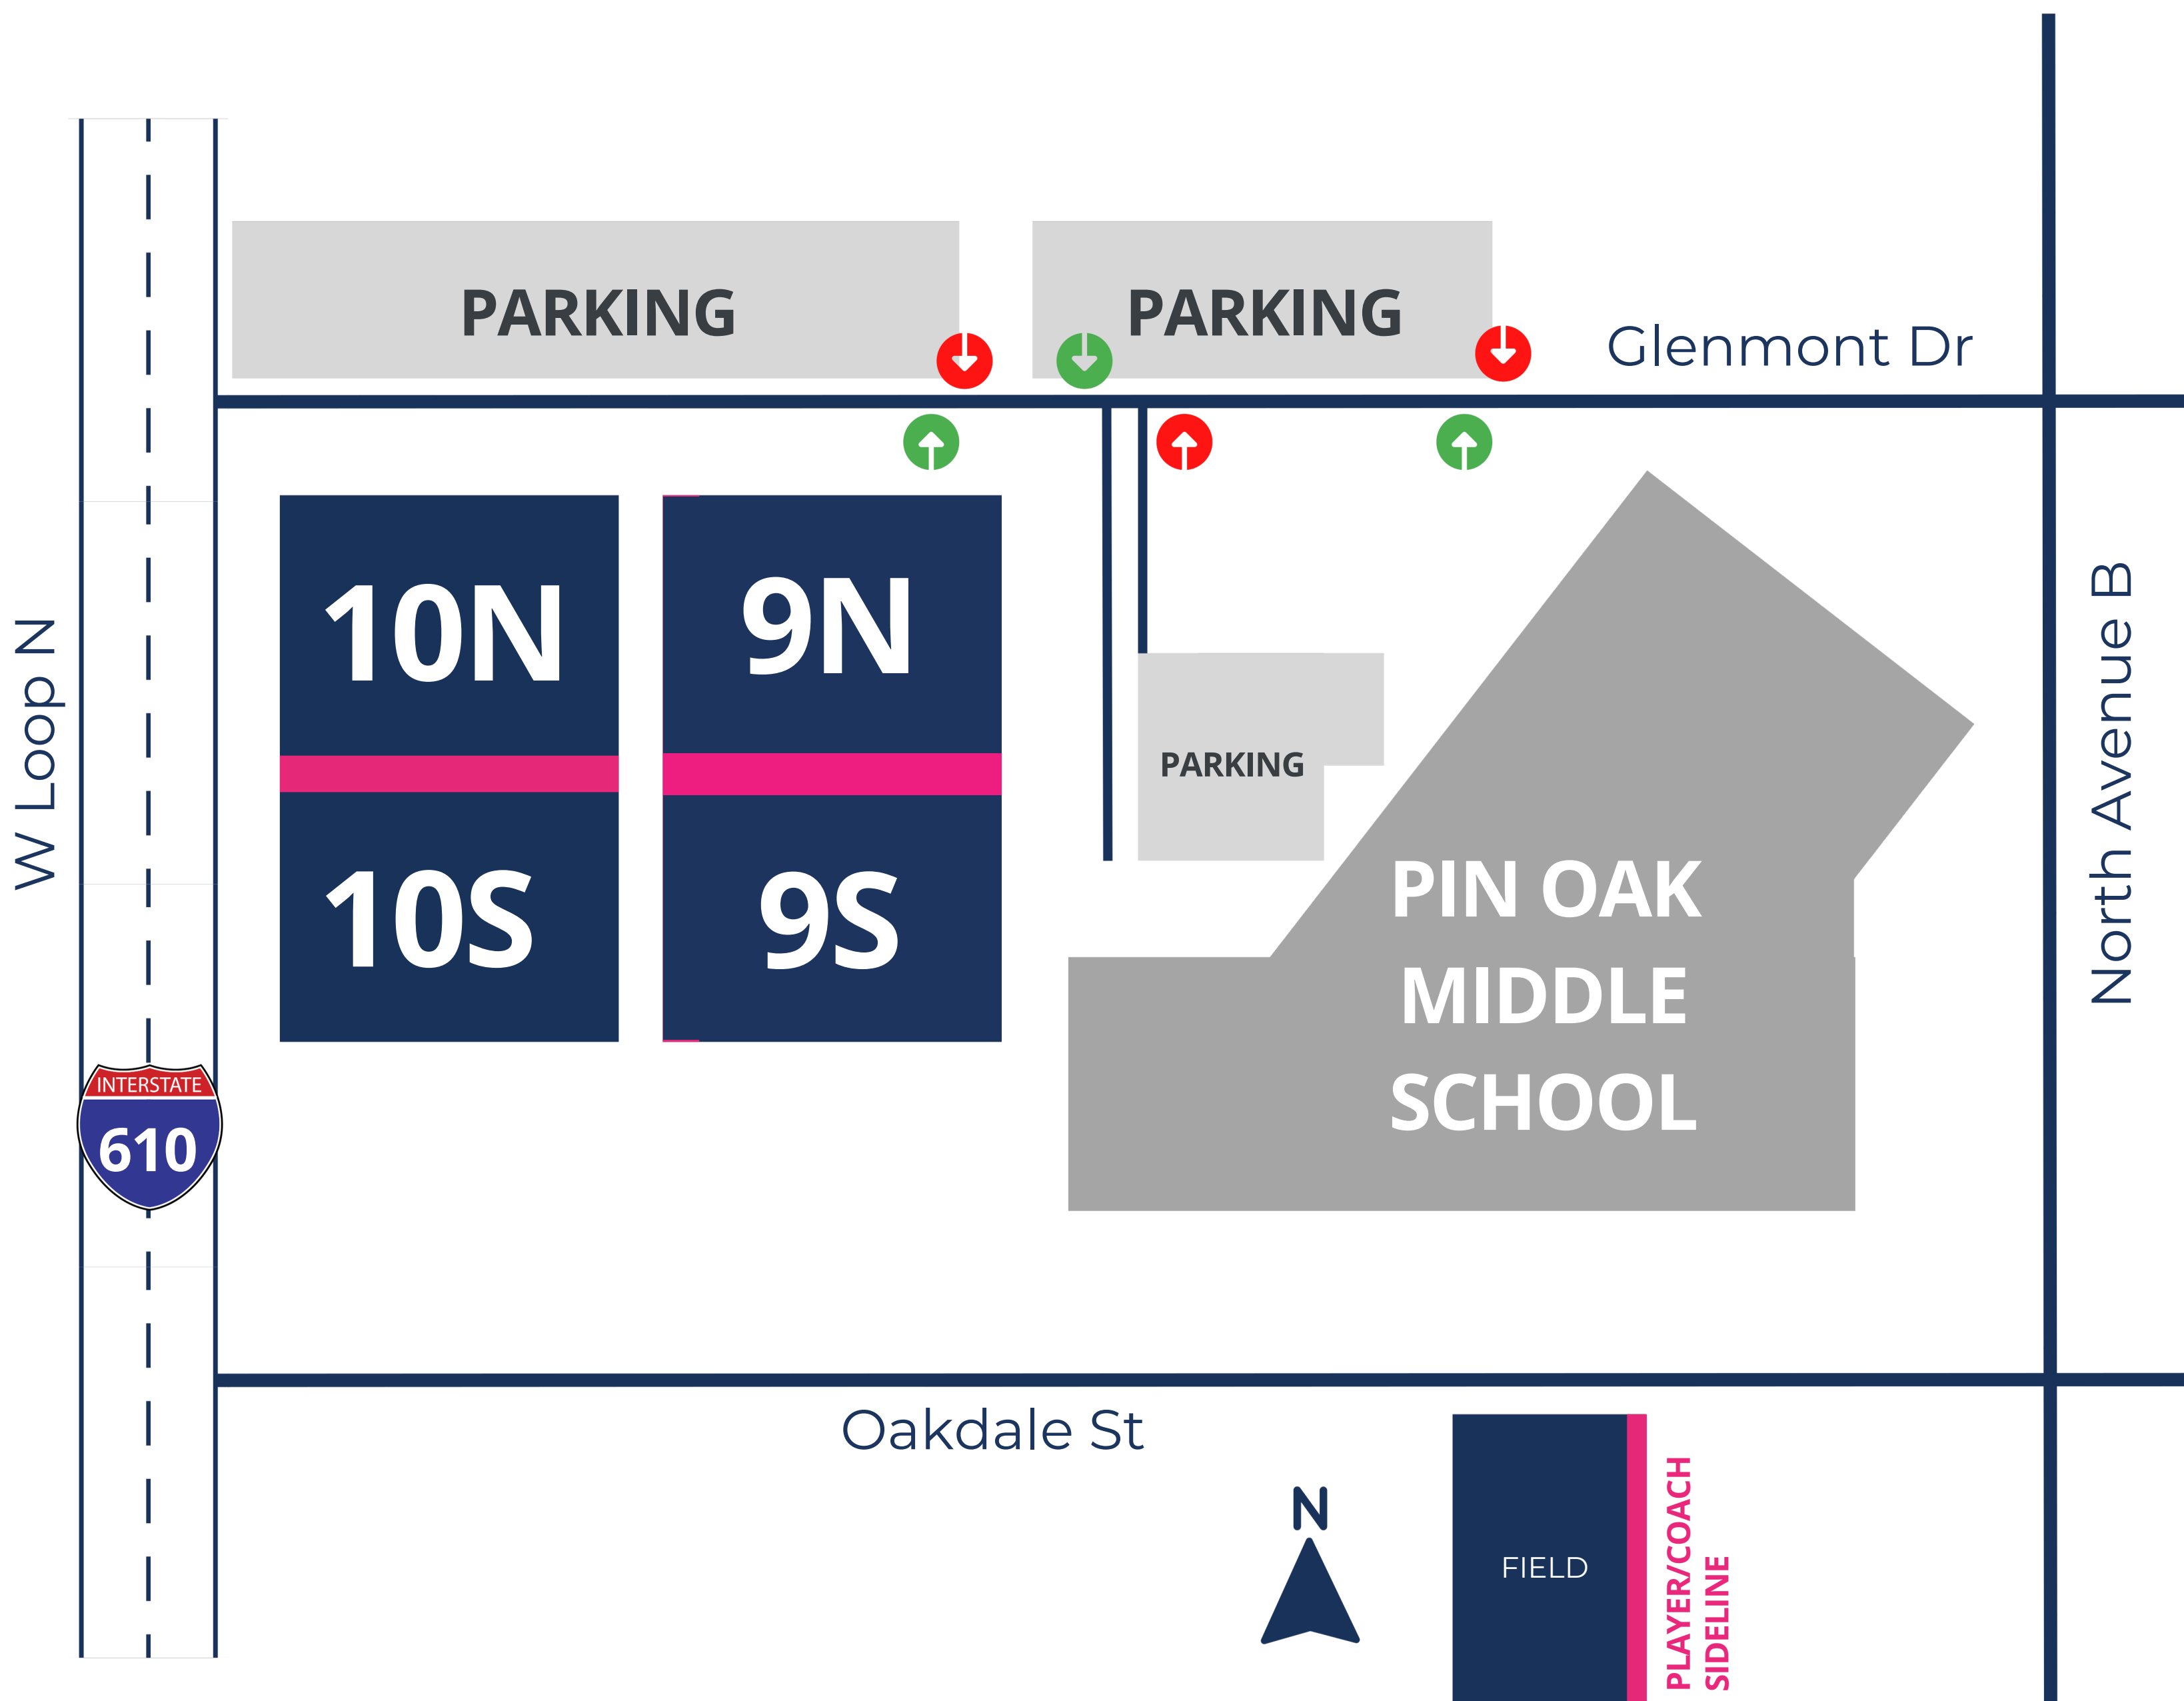 PARKING
PARKING
Glenmont Dr
10N
9N
W Loop N
North Avenue B
PARKING
10S
9S
PIN OAK
MIDDLE
SCHOOL
INTERSTATE
610
Oakdale St
N
FIELD
PLAYER/COACH
SIDELINE